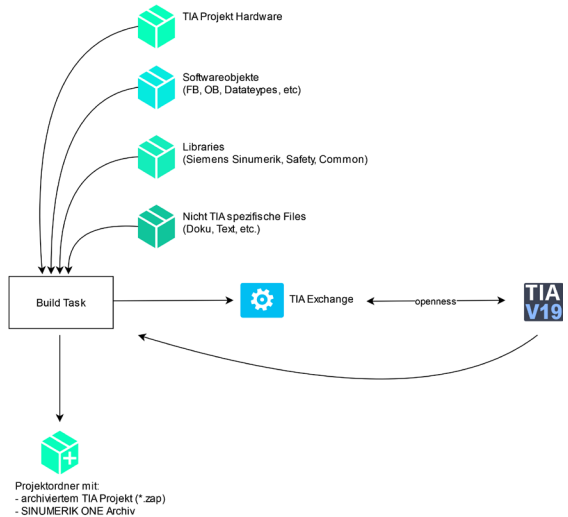 TIA Projekt Hardware
Softwareobjekte
(FB, OB, Datateypes, etc)
Libraries
(Siemens Sinumerik, Safety, Common)
Nicht TIA spezifische Files
(Doku, Text, etc.)
Build Task
TIA Exchange
openness
TIA
V19
Projektordner mit:
- archiviertem TIA Projekt (*.zap)
- SINUMERIK ONE Archiv